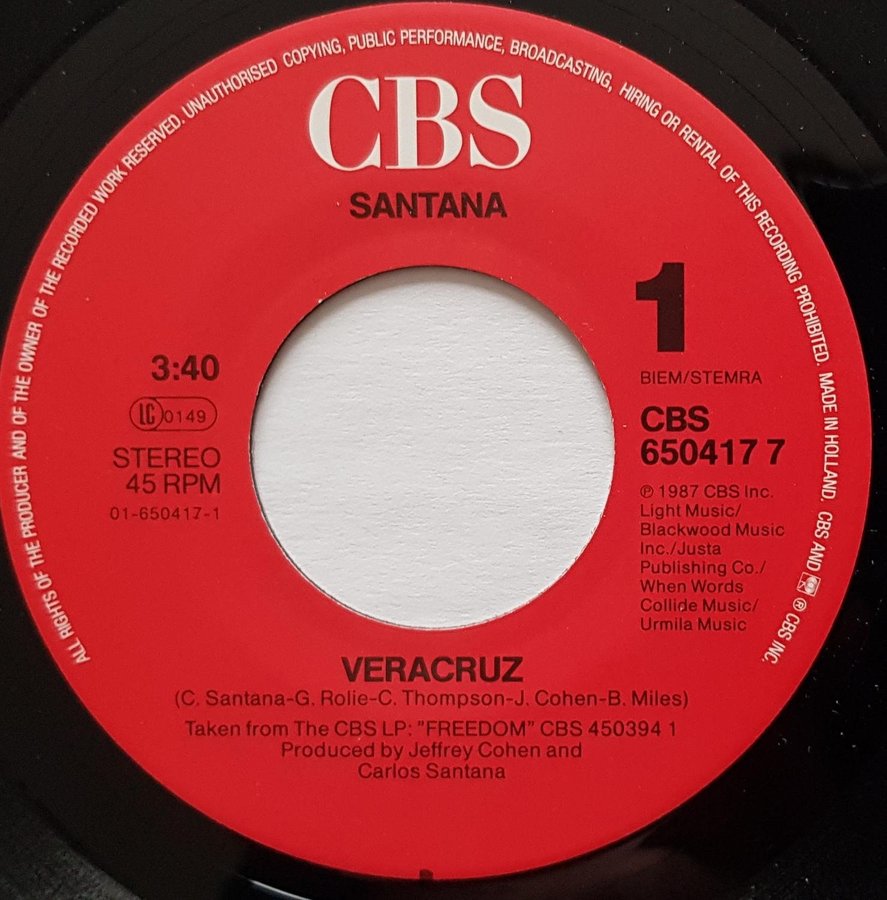 ALL RIGHTS OF THE PRODUCER AND OF THE OWNER OF THE RECORDED WORK RESERVED. UNAUTHORISED COPYING, PUBLIC PERFORMANCE, BROADCASTING, HIRING OR RENTAL OF THIS RECORDING PROHIBITED. MADE IN HOLLAND. CBS AND ® CBS INC.
CBS
SANTANA
1
3:40
BIEM/STEMRA
LC 0149
CBS
650417 7
STEREO
45 RPM
01-650417-1
℗ 1987 CBS Inc.
Light Music/
Blackwood Music
Inc./Justa
Publishing Co./
When Words
Collide Music/
Urmila Music
VERACRUZ
(C. Santana-G. Rolie-C. Thompson-J. Cohen-B. Miles)
Taken from The CBS LP: "FREEDOM" CBS 450394 1
Produced by Jeffrey Cohen and
Carlos Santana